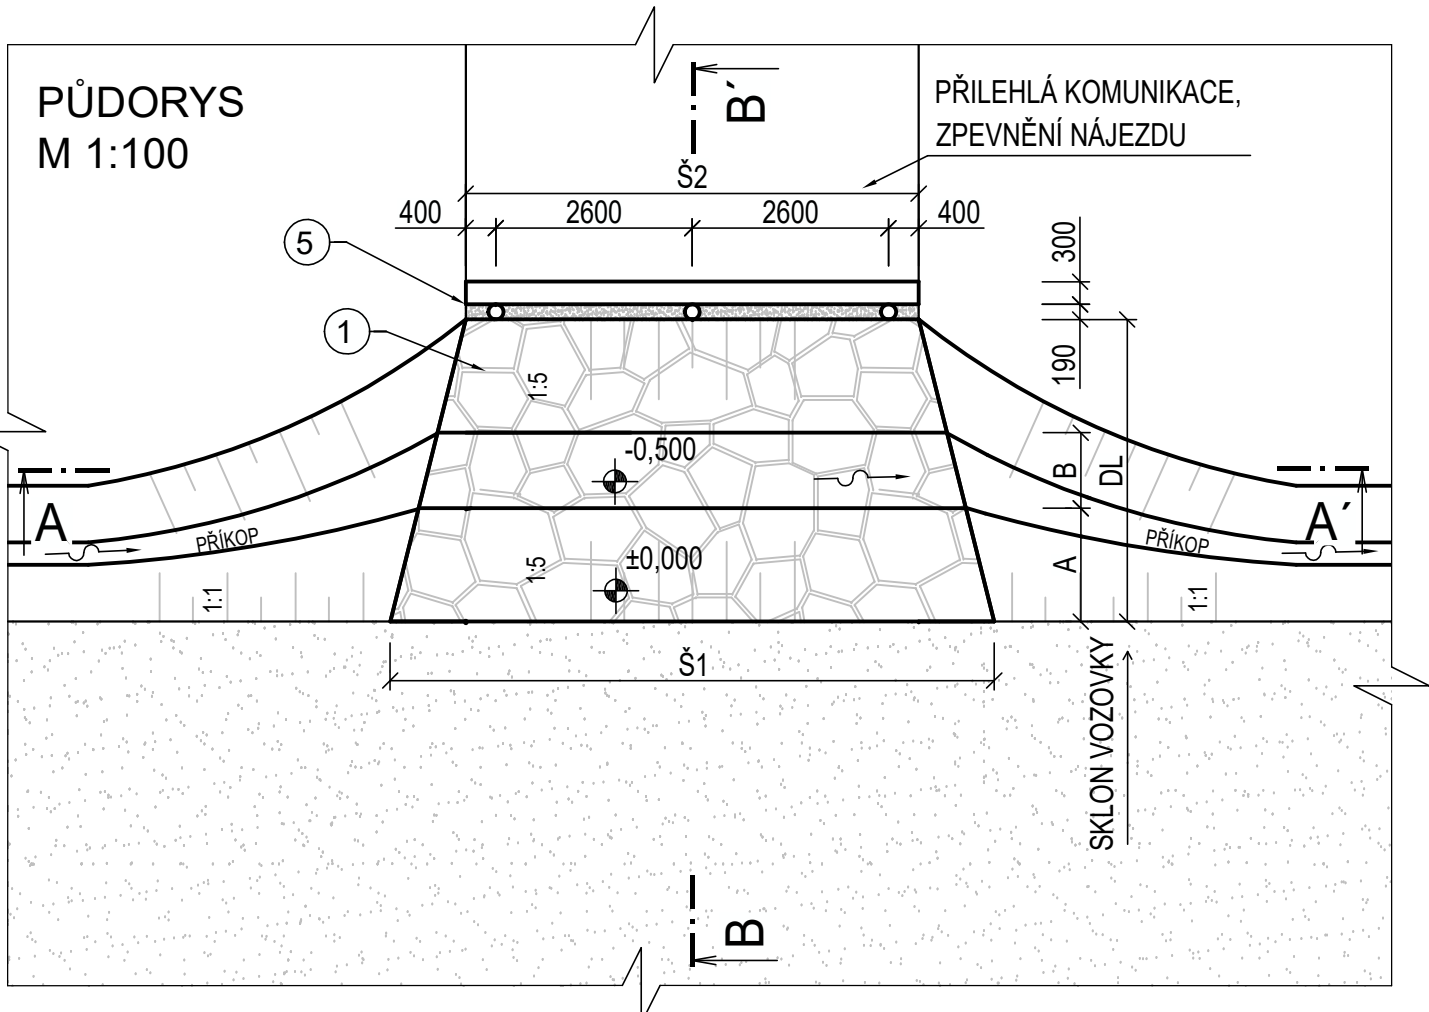 PŮDORYS
M 1:100
B´
PŘILEHLÁ KOMUNIKACE,
ZPEVNĚNÍ NÁJEZDU
Š2
400
2600
2600
400
5
300
1
190
1:5
-0,500
B
DL
A
A´
PŘÍKOP
PŘÍKOP
1:5
±0,000
A
1:1
1:1
Š1
SKLON VOZOVKY
B